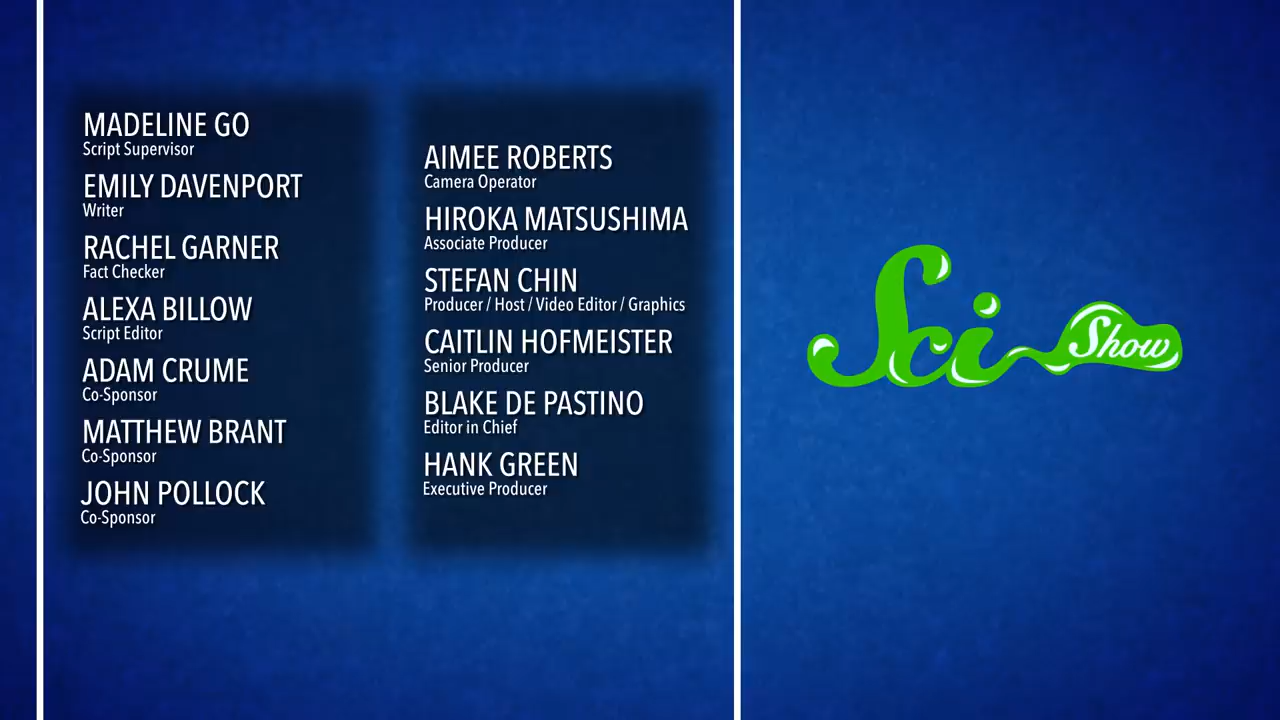 MADELINE GO
Script Supervisor
EMILY DAVENPORT
Writer
RACHEL GARNER
Fact Checker
ALEXA BILLOW
Script Editor
ADAM CRUME
Co-Sponsor
MATTHEW BRANT
Co-Sponsor
JOHN POLLOCK
Co-Sponsor
AIMEE ROBERTS
Camera Operator
HIROKA MATSUSHIMA
Associate Producer
STEFAN CHIN
Producer / Host / Video Editor / Graphics
CAITLIN HOFMEISTER
Senior Producer
BLAKE DE PASTINO
Editor in Chief
HANK GREEN
Executive Producer
Sci Show